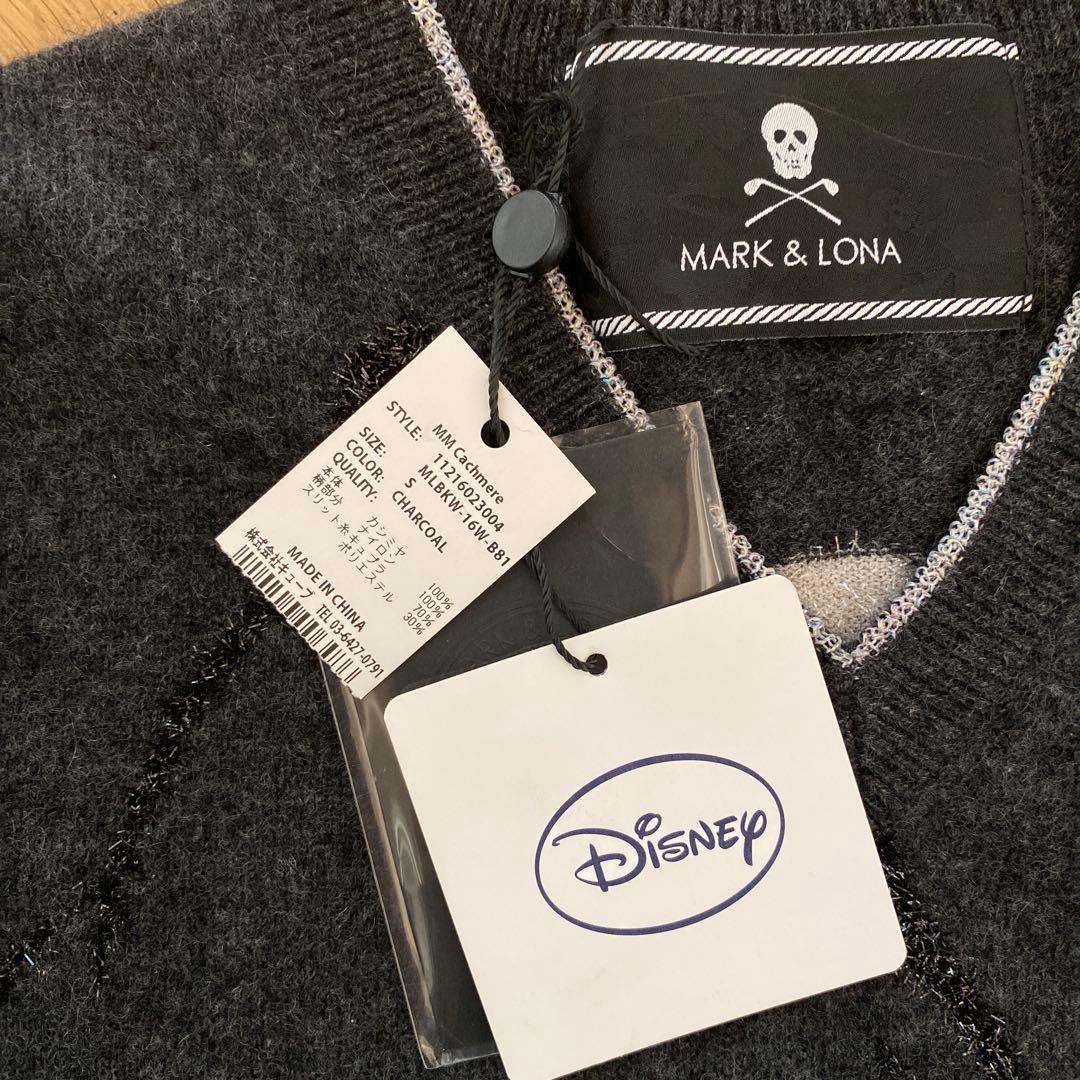 MARK & LONA
MM Cachmere
STYLE: 11216023004
MLBKW-16W-B81
SIZE: S
COLOR: CHARCOAL
QUALITY:
本体 カシミヤ 100%
柄部分 ナイロン 100%
スリット糸 キュプラ 70%
ポリエステル 30%
MADE IN CHINA
株式会社キューブ TEL 03-6427-0791
DISNEY